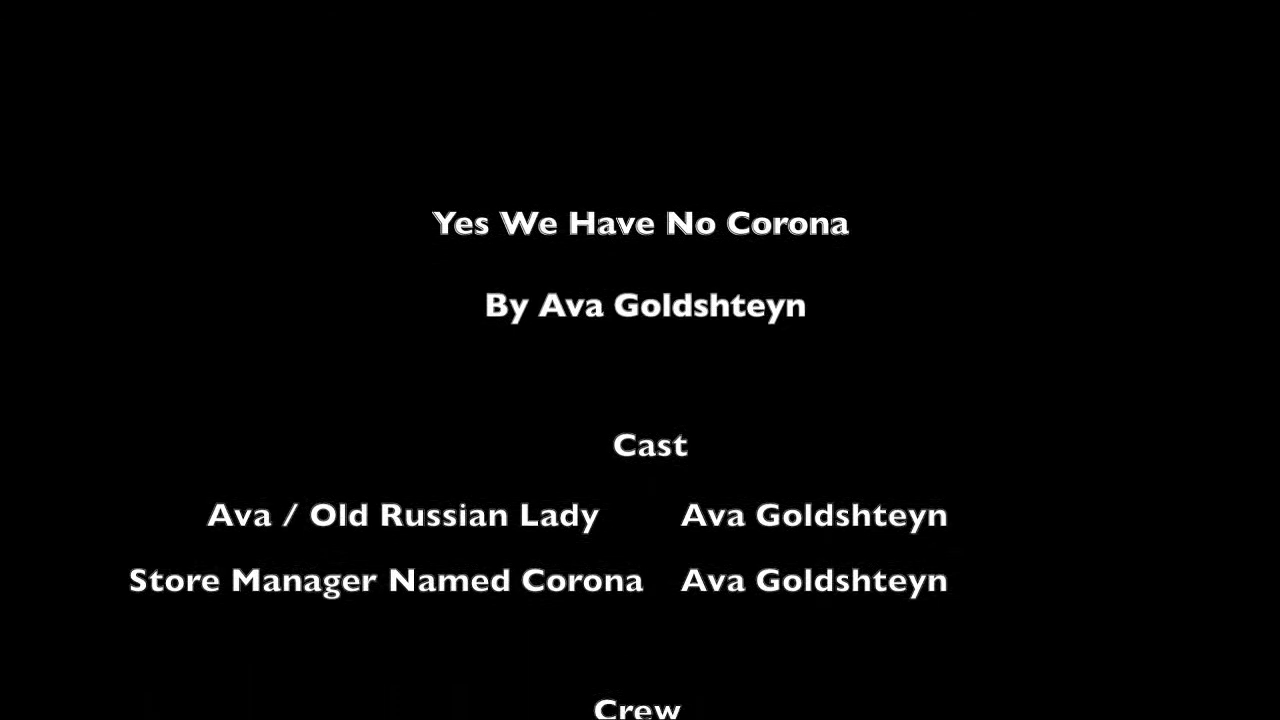 Yes We Have No Corona
By Ava Goldshteyn
Cast
Ava / Old Russian Lady Ava Goldshteyn
Store Manager Named Corona Ava Goldshteyn
Crew